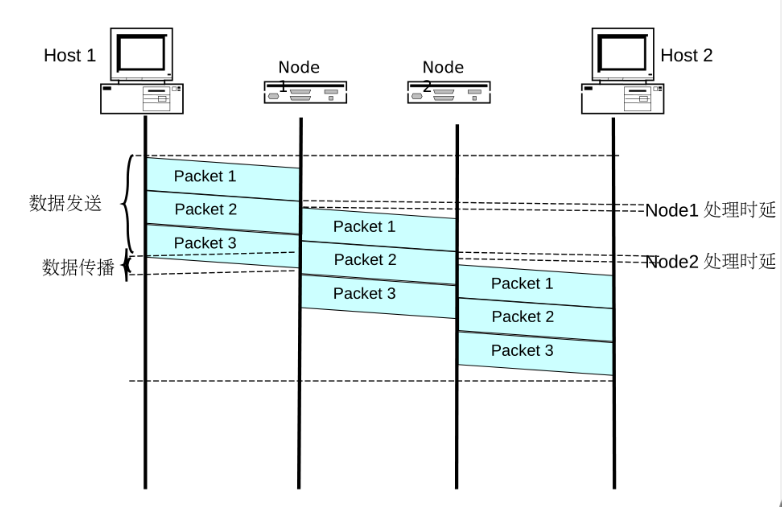 Host 1
Node
1
Node
2
Host 2
数据发送
Packet 1
Packet 2
Packet 3
数据传播
Packet 1
Packet 2
Packet 3
Node1 处理时延
Node2 处理时延
Packet 1
Packet 2
Packet 3